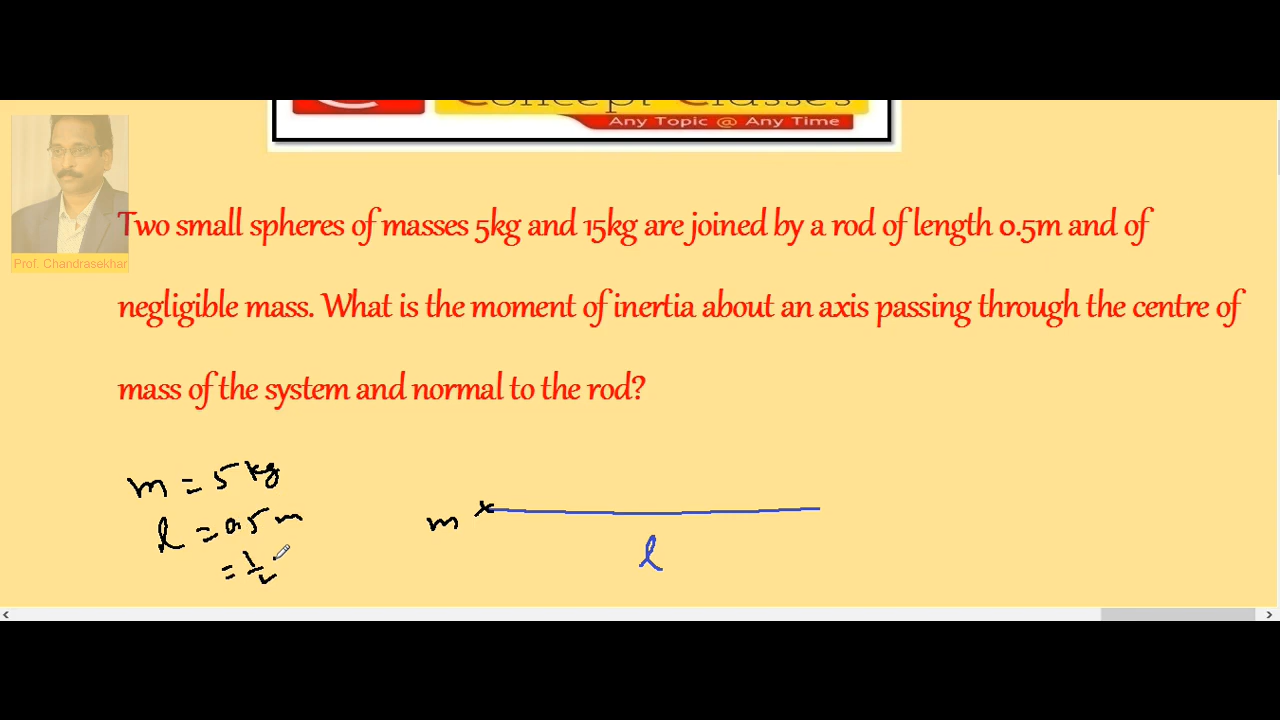 Concept Classes
Any Topic @ Any Time
Prof. Chandrasekhar
Two small spheres of masses 5kg and 15kg are joined by a rod of length 0.5m and of
negligible mass. What is the moment of inertia about an axis passing through the centre of
mass of the system and normal to the rod?
m = 5 kg
l = 0.5 m
= 1/2
m
l